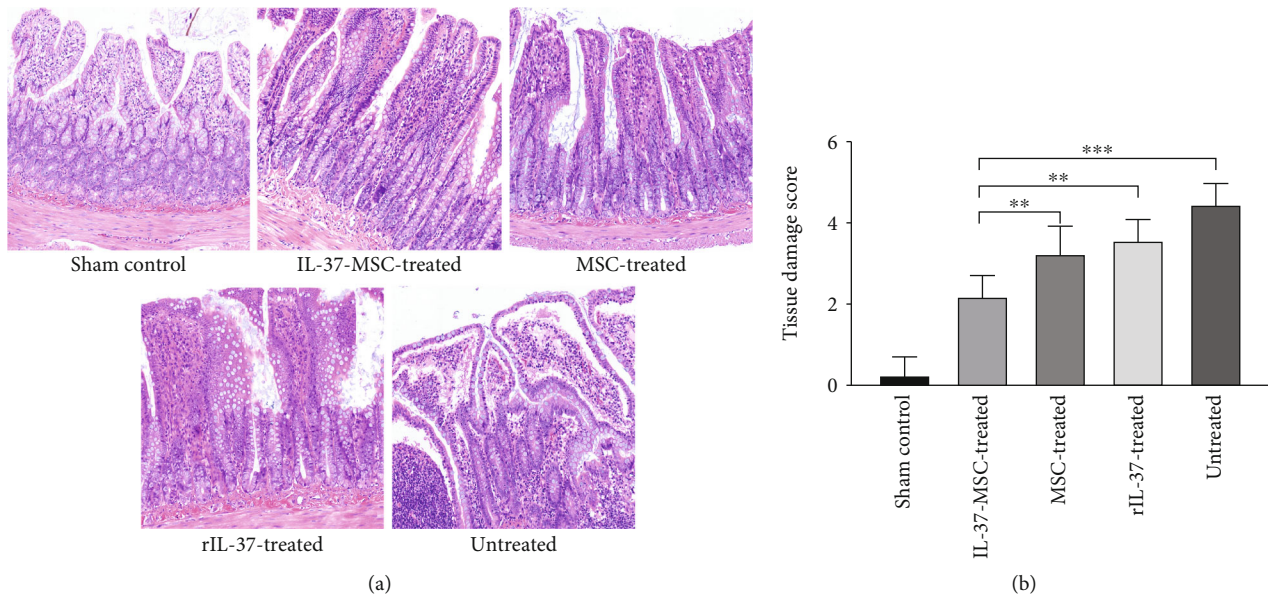 Sham control
IL-37-MSC-treated
MSC-treated
rIL-37-treated
Untreated
(a)
Tissue damage score
6
4
2
0
***
**
**
Sham control
IL-37-MSC-treated
MSC-treated
rIL-37-treated
Untreated
(b)